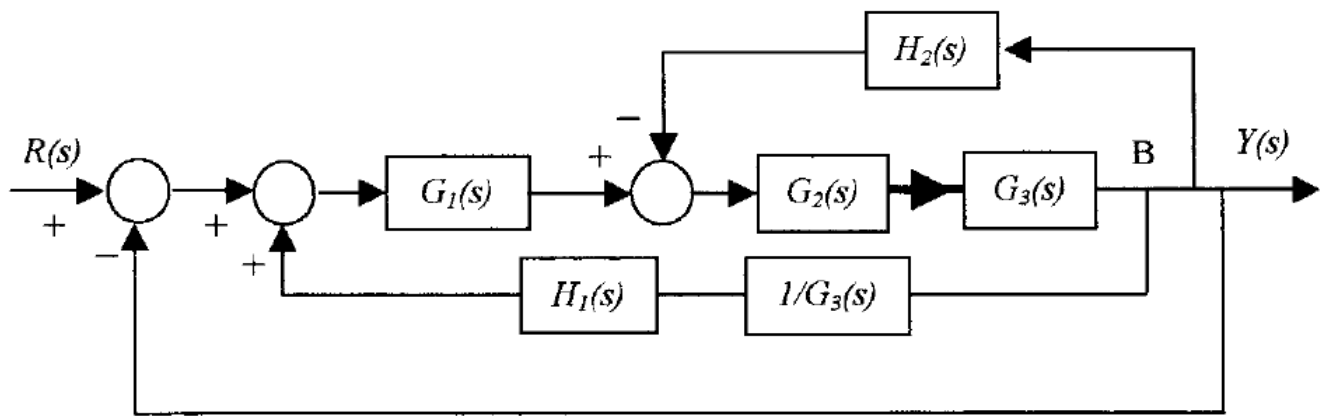 H₂(s)
R(s)
−
+
B
Y(s)
G₁(s)
G₂(s)
G₃(s)
+
+
−
+
H₁(s)
1/G₃(s)